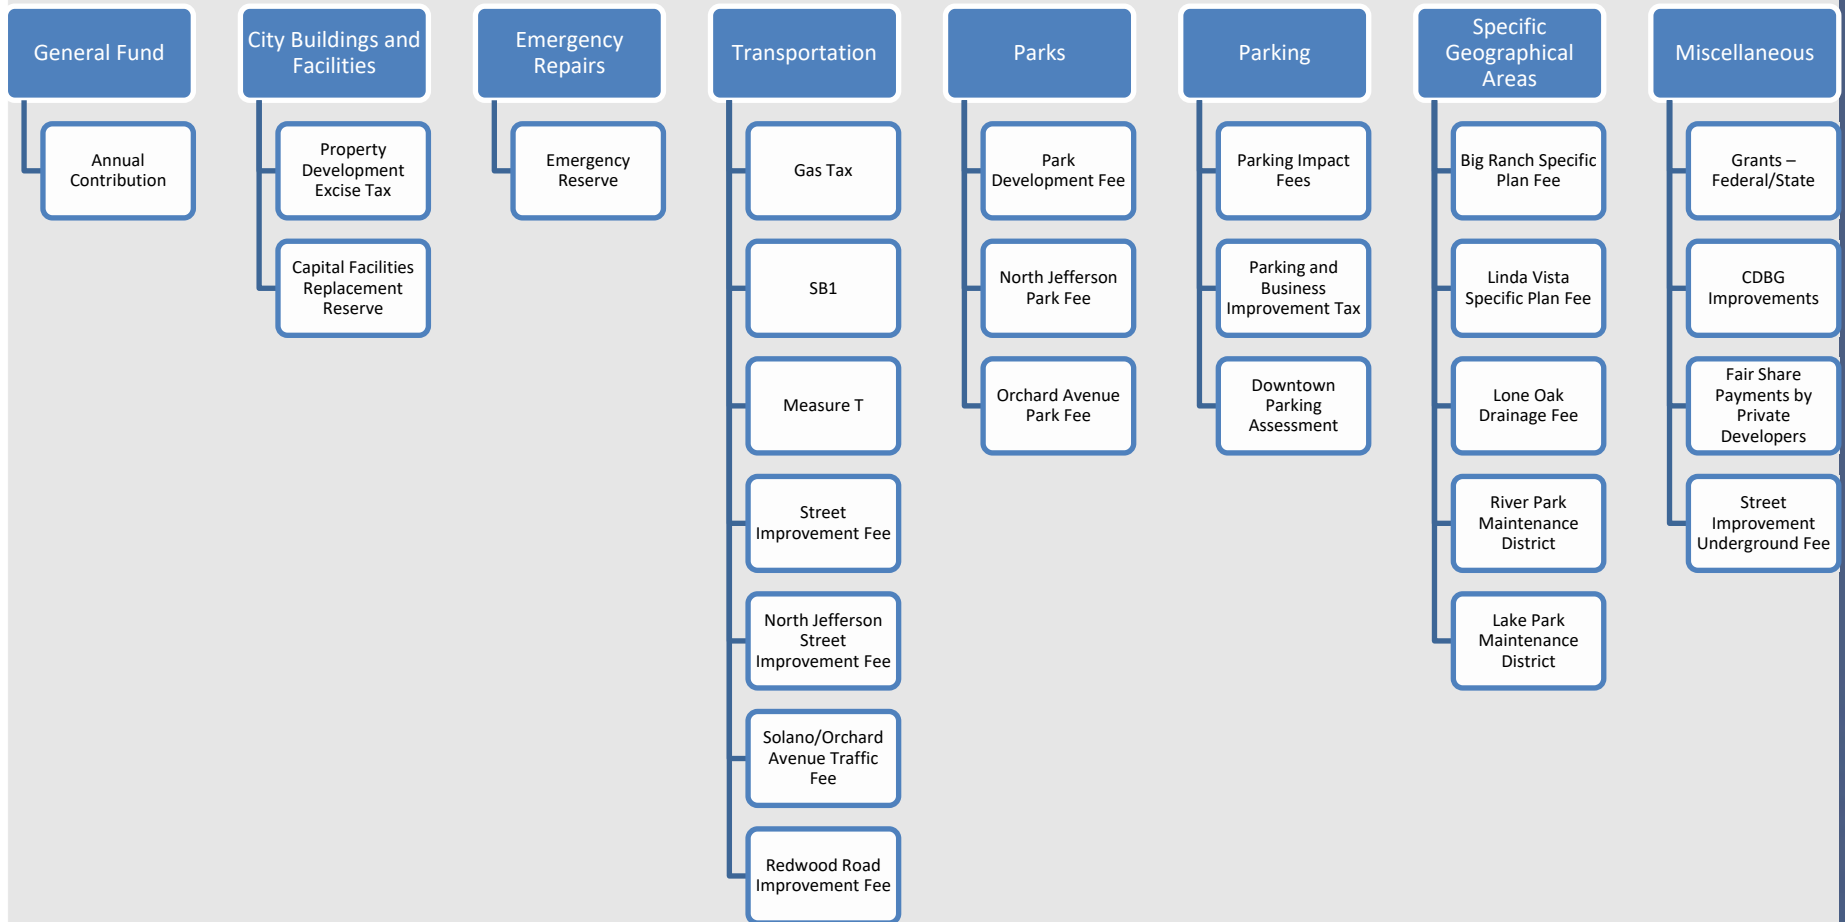 General Fund
Annual
Contribution
City Buildings and
Facilities
Property
Development
Excise Tax
Capital Facilities
Replacement
Reserve
Emergency
Repairs
Emergency
Reserve
Transportation
Gas Tax
SB1
Measure T
Street
Improvement Fee
North Jefferson
Street
Improvement Fee
Solano/Orchard
Avenue Traffic
Fee
Redwood Road
Improvement Fee
Parks
Park
Development Fee
North Jefferson
Park Fee
Orchard Avenue
Park Fee
Parking
Parking Impact
Fees
Parking and
Business
Improvement Tax
Downtown
Parking
Assessment
Specific
Geographical
Areas
Big Ranch Specific
Plan Fee
Linda Vista
Specific Plan Fee
Lone Oak
Drainage Fee
River Park
Maintenance
District
Lake Park
Maintenance
District
Miscellaneous
Grants –
Federal/State
CDBG
Improvements
Fair Share
Payments by
Private
Developers
Street
Improvement
Underground Fee